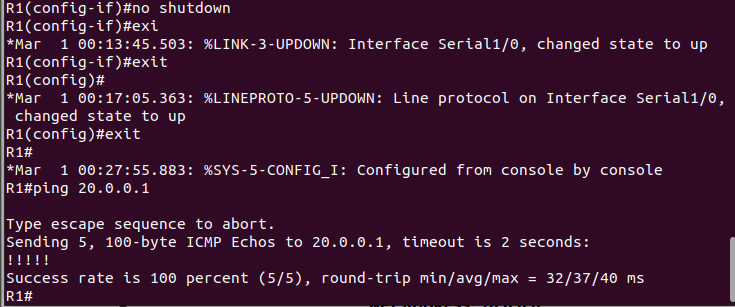 R1(config-if)#no shutdown
R1(config-if)#exi
*Mar  1 00:13:45.503: %LINK-3-UPDOWN: Interface Serial1/0, changed state to up
R1(config-if)#exit
R1(config)#
*Mar  1 00:17:05.363: %LINEPROTO-5-UPDOWN: Line protocol on Interface Serial1/0,
 changed state to up
R1(config)#exit
R1#
*Mar  1 00:27:55.883: %SYS-5-CONFIG_I: Configured from console by console
R1#ping 20.0.0.1

Type escape sequence to abort.
Sending 5, 100-byte ICMP Echos to 20.0.0.1, timeout is 2 seconds:
!!!!!
Success rate is 100 percent (5/5), round-trip min/avg/max = 32/37/40 ms
R1#